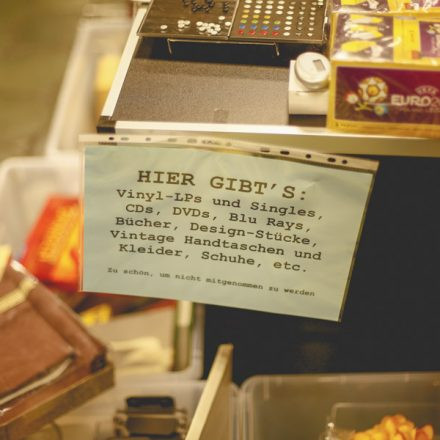 UEFA
EURO
HIER GIBT'S:
Vinyl-LPs und Singles,
CDs, DVDs, Blu Rays,
Bücher, Design-Stücke,
Vintage Handtaschen und
Kleider, Schuhe, etc.
Zu schön, um nicht mitgenommen zu werden